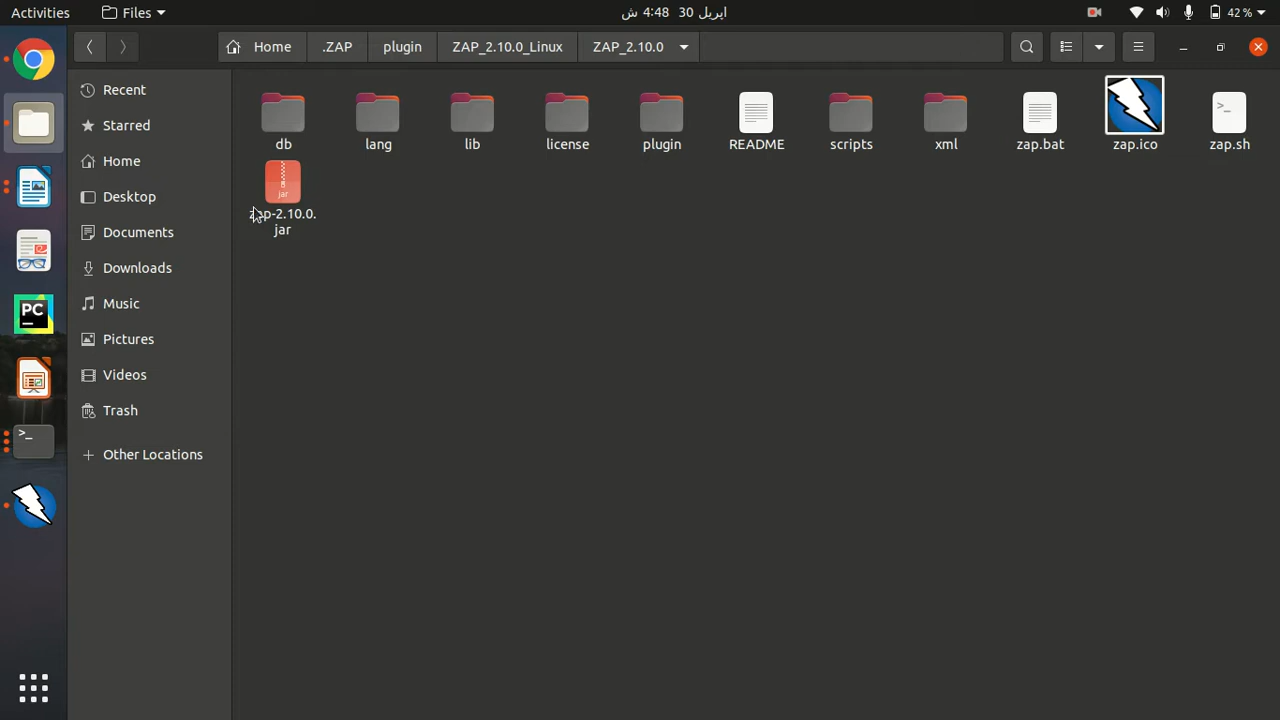 Activities
Files
اپریل 30 4:48 ش
42 %
Home
.ZAP
plugin
ZAP_2.10.0_Linux
ZAP_2.10.0
Recent
Starred
Home
Desktop
Documents
Downloads
Music
Pictures
Videos
Trash
Other Locations
db
lang
lib
license
plugin
README
scripts
xml
zap.bat
zap.ico
zap.sh
jar
zap-2.10.0.
jar
PC